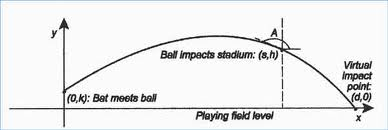 y
A
Ball impacts stadium: (s,h)
Virtual
impact
point:
(d,0)
(0,k): Bat meets ball
x
Playing field level